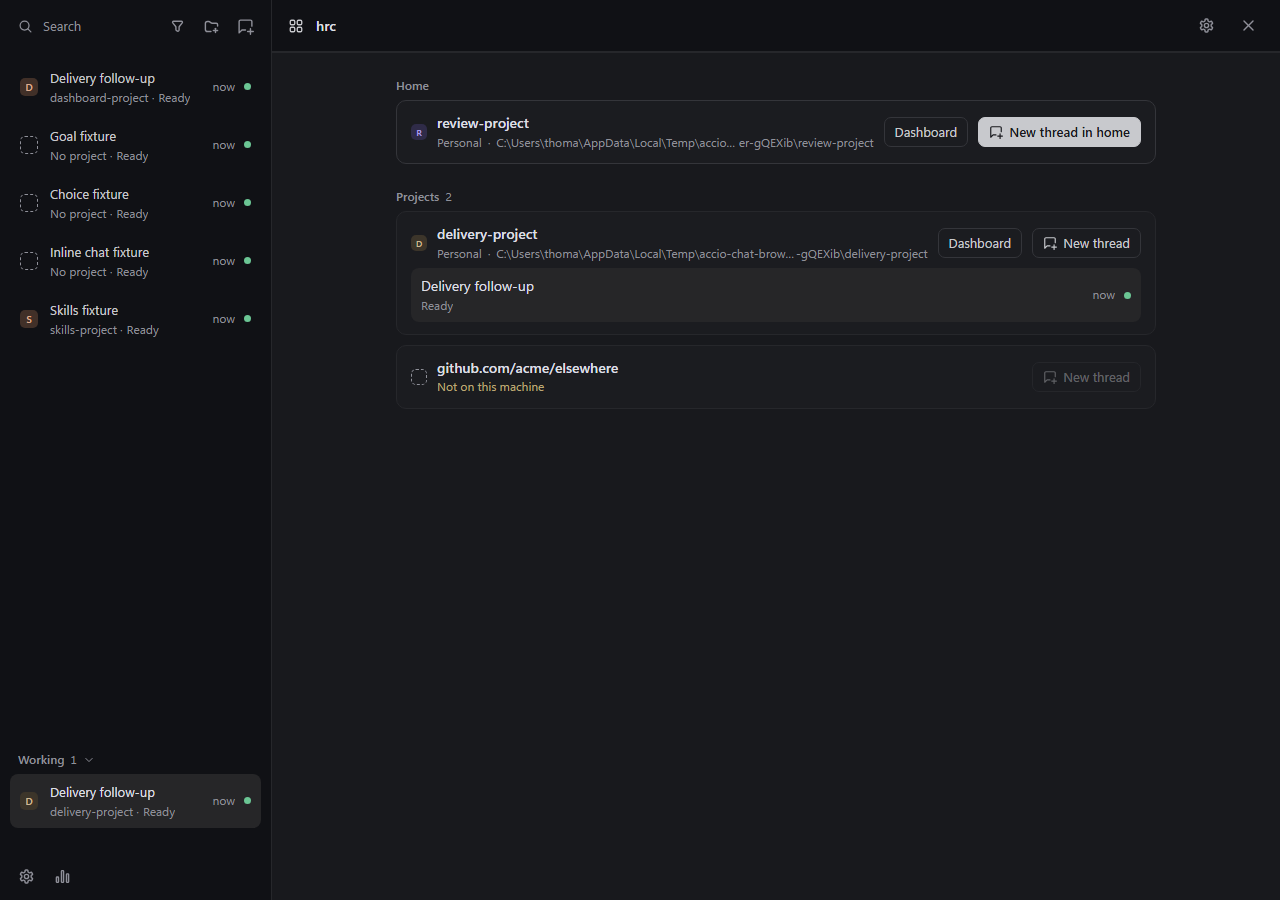 Search
D
Delivery follow-up
dashboard-project · Ready
now
Goal fixture
No project · Ready
now
Choice fixture
No project · Ready
now
Inline chat fixture
No project · Ready
now
S
Skills fixture
skills-project · Ready
now
Working 1
D
Delivery follow-up
delivery-project · Ready
now
hrc
Home
R
review-project
Personal · C:\Users\thoma\AppData\Local\Temp\accio... er-gQEXib\review-project
Dashboard
New thread in home
Projects 2
D
delivery-project
Personal · C:\Users\thoma\AppData\Local\Temp\accio-chat-brow... -gQEXib\delivery-project
Dashboard
New thread
Delivery follow-up
Ready
now
github.com/acme/elsewhere
Not on this machine
New thread